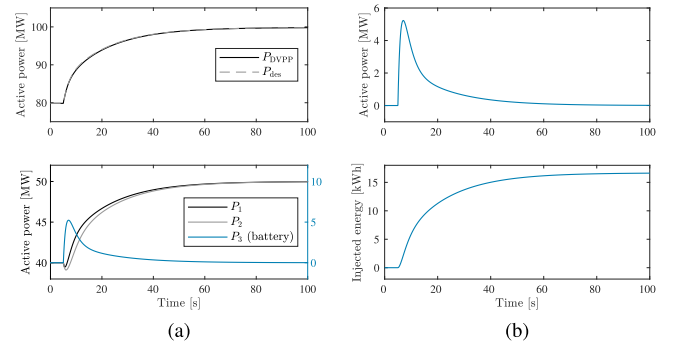 Active power [MW]
100
90
80
P_DVPP
P_des
0 20 40 60 80 100
Active power [MW]
50
45
40
10
5
0
P_1
P_2
P_3 (battery)
0 20 40 60 80 100
Time [s]
(a)
Active power [MW]
6
4
2
0
0 20 40 60 80 100
Injected energy [kWh]
15
10
5
0
0 20 40 60 80 100
Time [s]
(b)